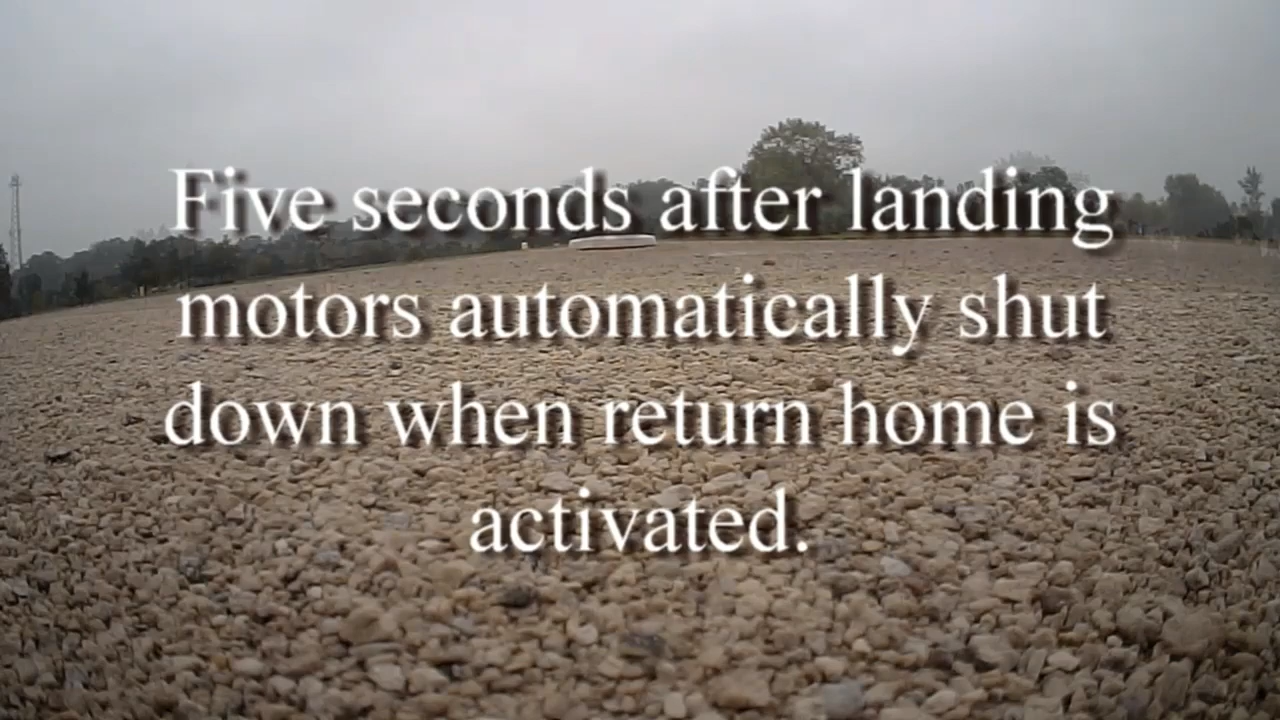 Five seconds after landing
motors automatically shut
down when return home is
activated.